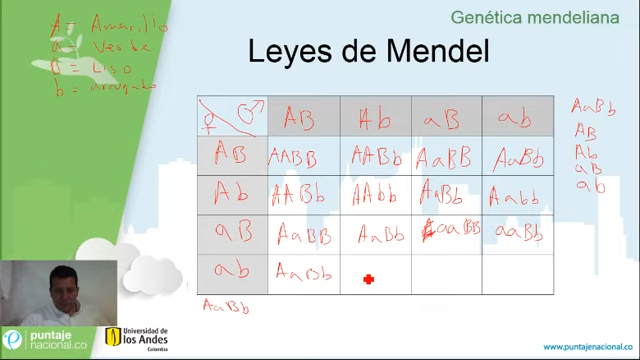 Genética mendeliana
Leyes de Mendel
A = Amarillo
a = Verde
B = Liso
b = arrugado
AB Ab aB ab
AB AABB AABb AaBB AaBb
Ab AABb AAbb AaBb Aabb
aB AaBB AaBb aaBB aaBb
ab AaBb
AaBb
AaBb
AB
Ab
aB
ab
puntaje
nacional.co
Universidad de
los Andes
Colombia
www.puntajenacional.co